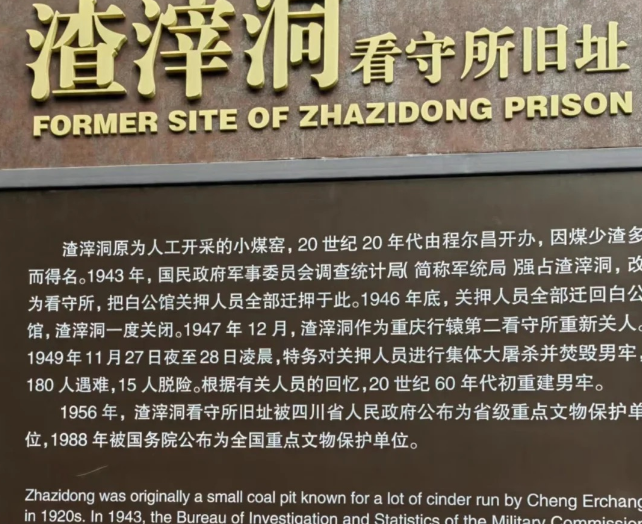 渣滓洞看守所旧址
FORMER SITE OF ZHAZIDONG PRISON
渣滓洞原为人工开采的小煤窑，20世纪20年代由程尔昌开办，因煤少渣多
而得名。1943年，国民政府军事委员会调查统计局（简称军统局）强占渣滓洞，改
为看守所，把白公馆关押人员全部迁押于此。1946年底，关押人员全部迁回白公
馆，渣滓洞一度关闭。1947年12月，渣滓洞作为重庆行辕第二看守所重新关人。
1949年11月27日夜至28日凌晨，特务对关押人员进行集体大屠杀并焚毁男牢，
180人遇难，15人脱险。根据有关人员的回忆，20世纪60年代初重建男牢。
1956年，渣滓洞看守所旧址被四川省人民政府公布为省级重点文物保护单
位，1988年被国务院公布为全国重点文物保护单位。
Zhazidong was originally a small coal pit known for a lot of cinder run by Cheng Erchang
in 1920s. In 1943, the Bureau of Investigation and Statistics of the Military